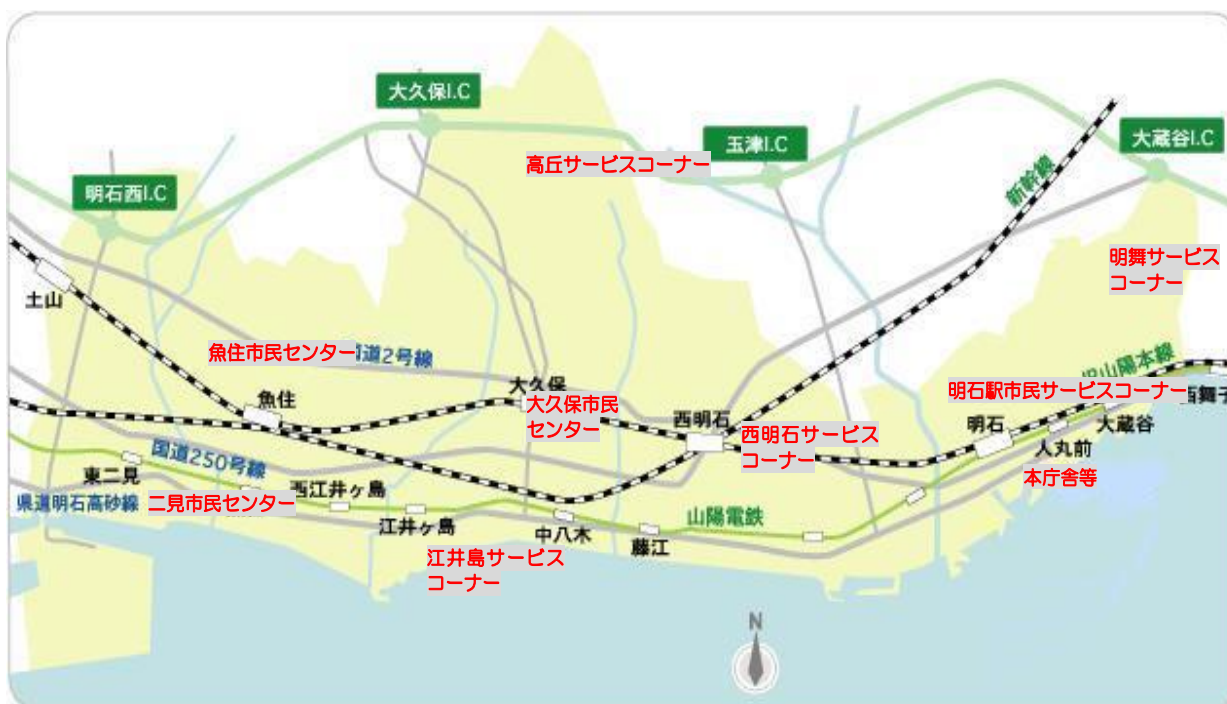 大久保I.C
玉津I.C
大蔵谷I.C
高丘サービスコーナー
明石西I.C
新幹線
明舞サービス
コーナー
土山
魚住市民センター
国道2号線
JR山陽本線
魚住
大久保
大久保市民
センター
明石駅市民サービスコーナー
西舞子
西明石
西明石サービス
コーナー
明石
大蔵谷
人丸前
国道250号線
東二見
本庁舎等
県道明石高砂線
二見市民センター
西江井ヶ島
江井ヶ島
中八木
藤江
山陽電鉄
江井島サービス
コーナー
N